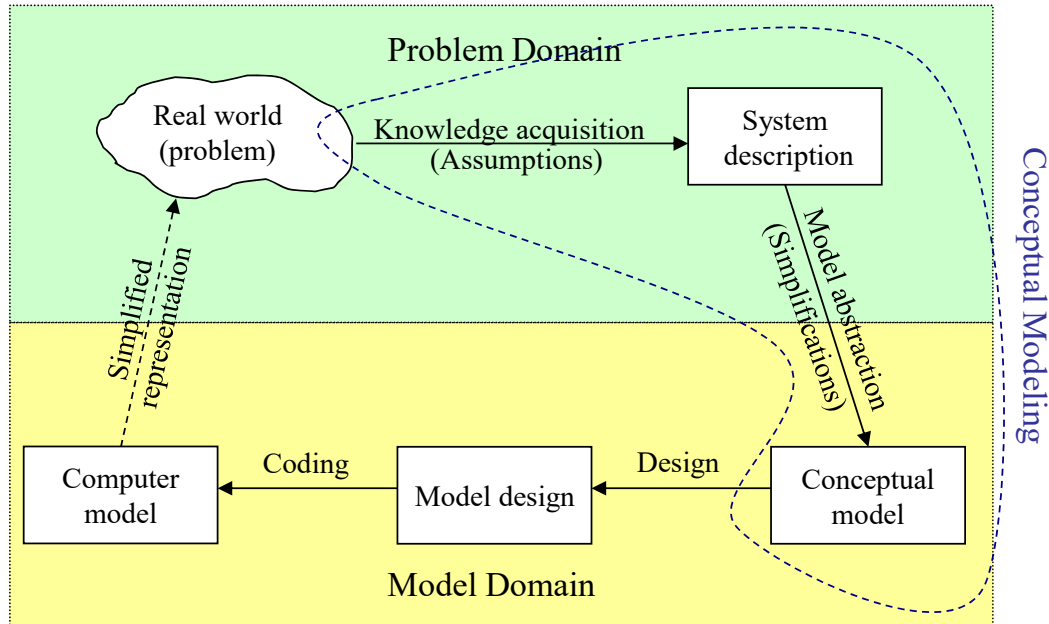 Problem Domain
Real world
(problem)
Knowledge acquisition
(Assumptions)
System
description
Model abstraction
(Simplifications)
Conceptual Modeling
Simplified
representation
Computer
model
Coding
Model design
Design
Conceptual
model
Model Domain